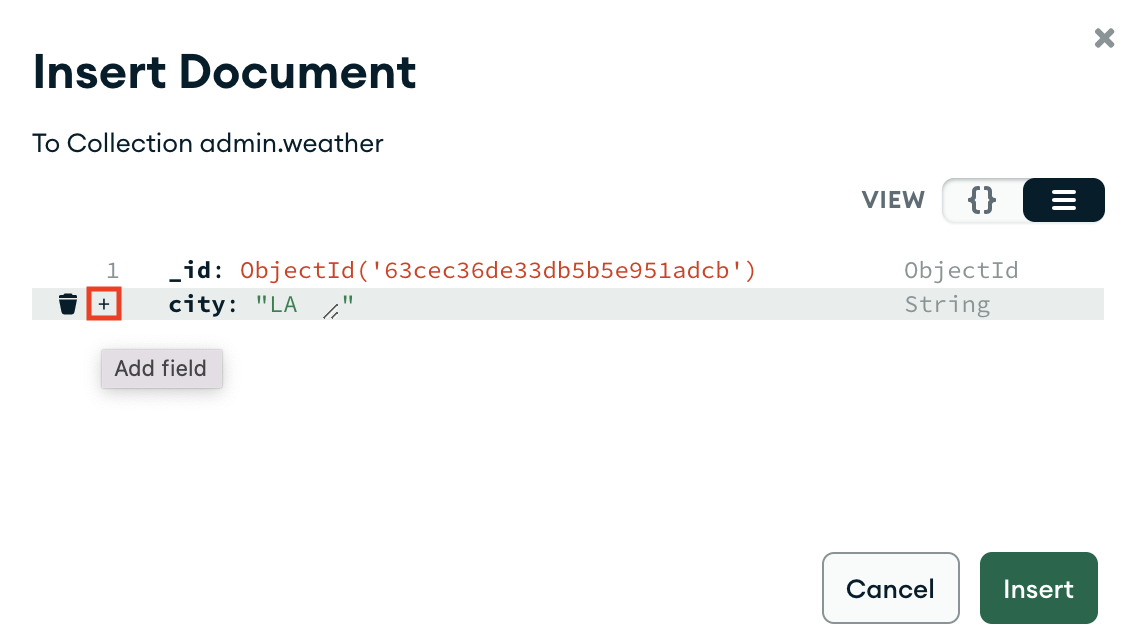 Insert Document
To Collection admin.weather
VIEW {}
1 _id: ObjectId('63cec36de33db5b5e951adcb') ObjectId
+ city: "LA " String
Add field
Cancel Insert